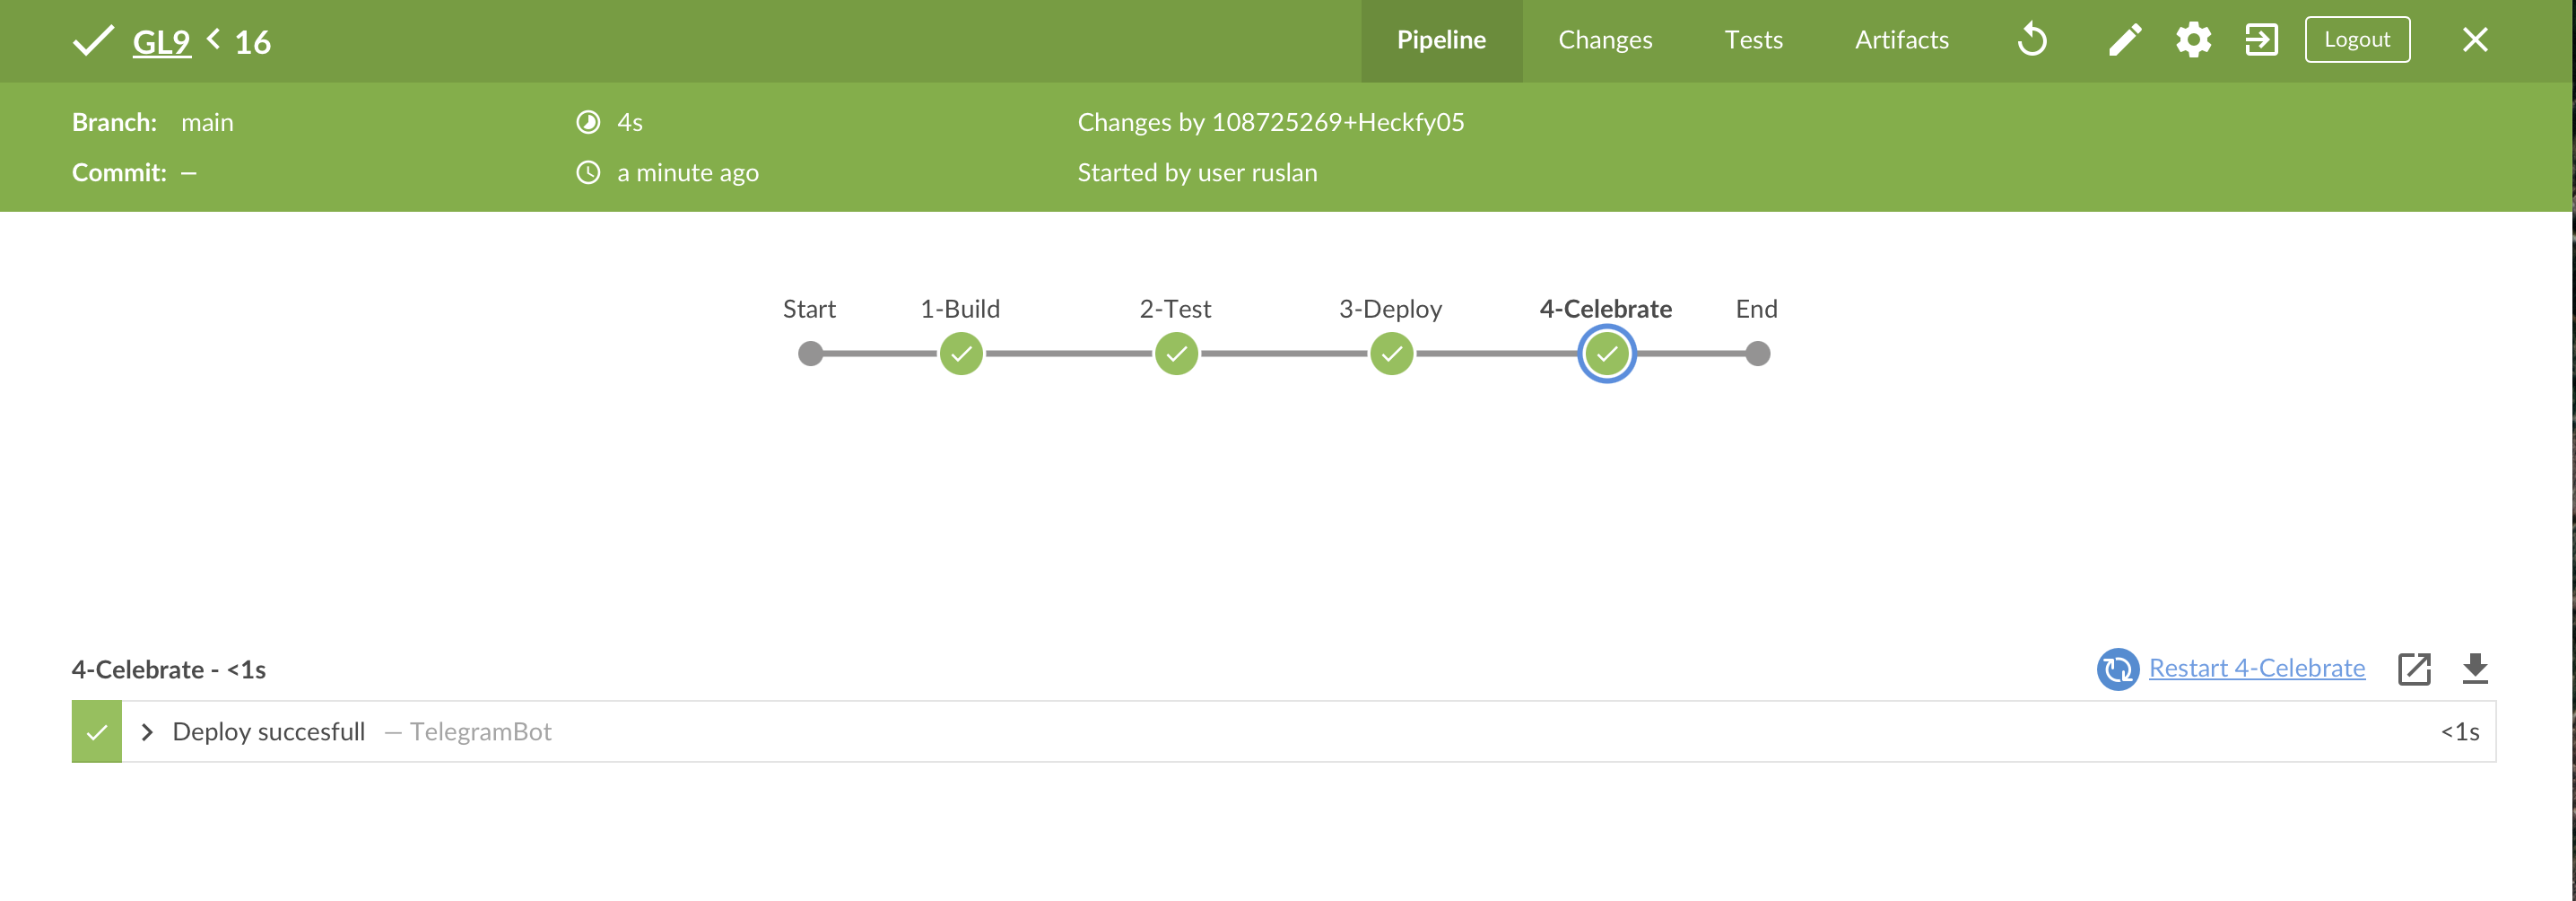 GL9 < 16
Pipeline
Changes
Tests
Artifacts
Logout
Branch: main
4s
Changes by 108725269+Heckfy05
Commit: —
a minute ago
Started by user ruslan
Start
1-Build
2-Test
3-Deploy
4-Celebrate
End
4-Celebrate - <1s
Restart 4-Celebrate
Deploy succesfull — TelegramBot
<1s